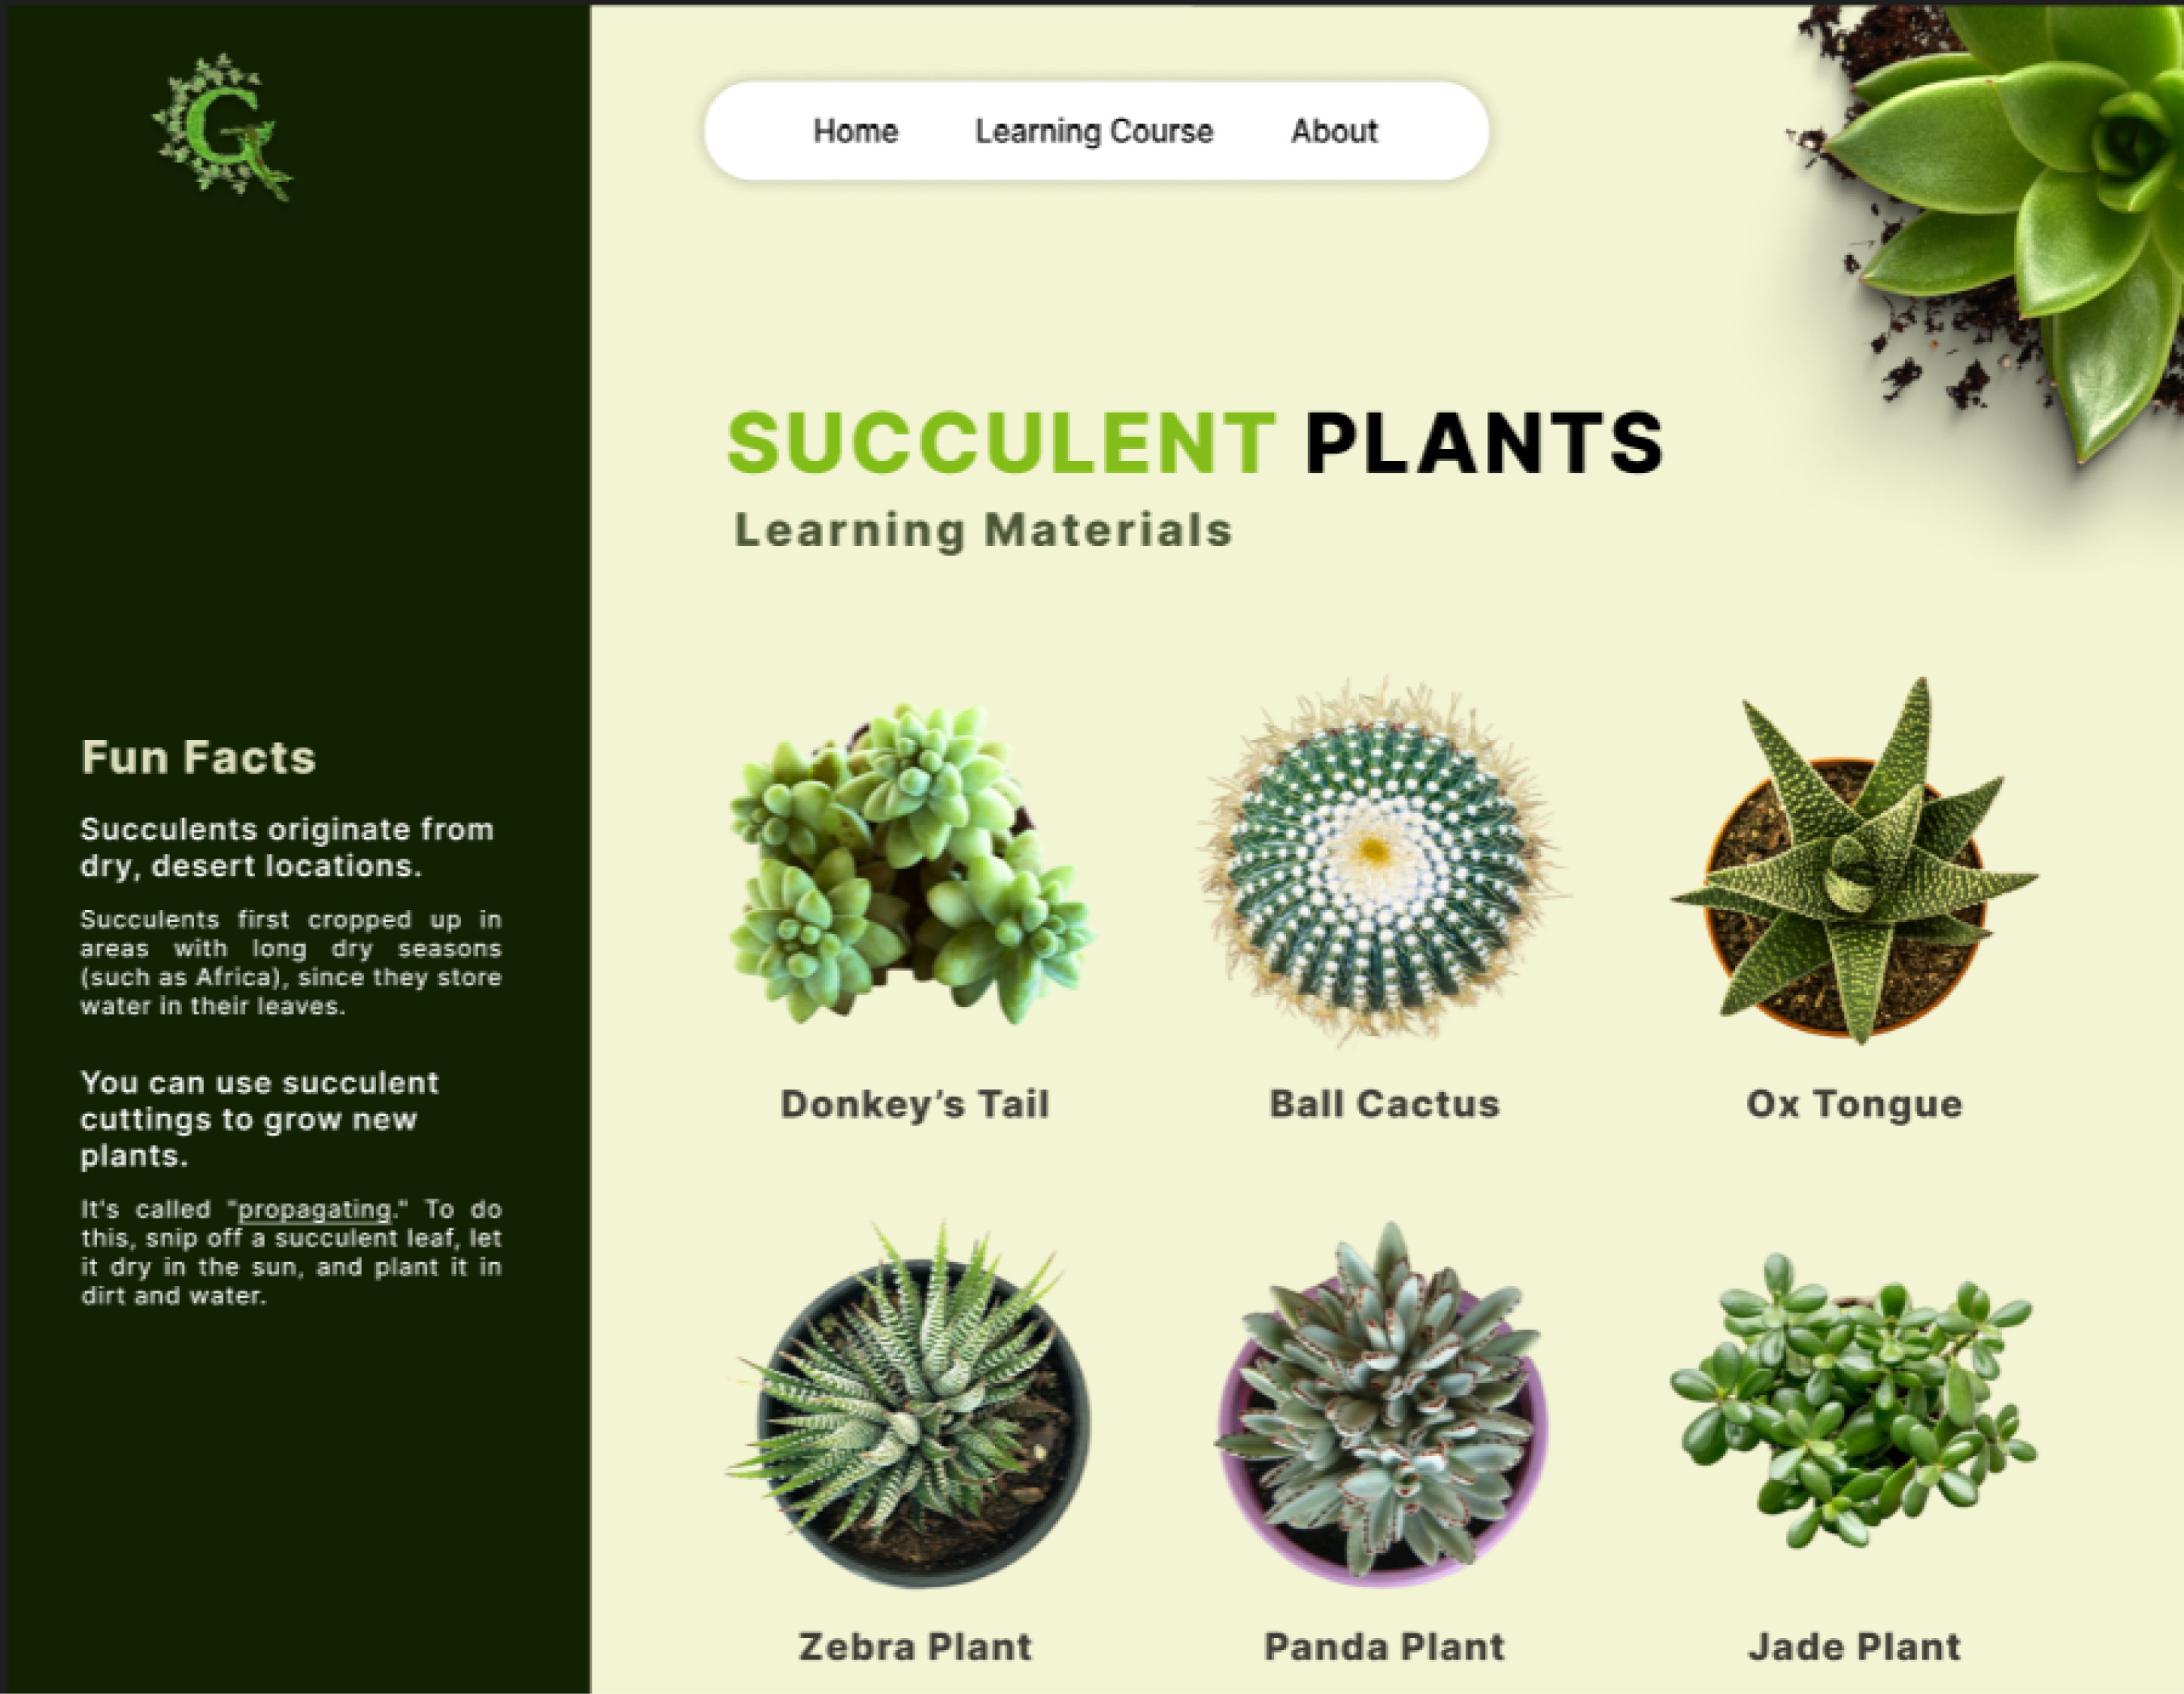 G
Home Learning Course About
SUCCULENT PLANTS
Learning Materials
Fun Facts
Succulents originate from
dry, desert locations.
Succulents first cropped up in
areas with long dry seasons
(such as Africa), since they store
water in their leaves.
You can use succulent
cuttings to grow new
plants.
It's called "propagating." To do
this, snip off a succulent leaf, let
it dry in the sun, and plant it in
dirt and water.
Donkey’s Tail
Ball Cactus
Ox Tongue
Zebra Plant
Panda Plant
Jade Plant